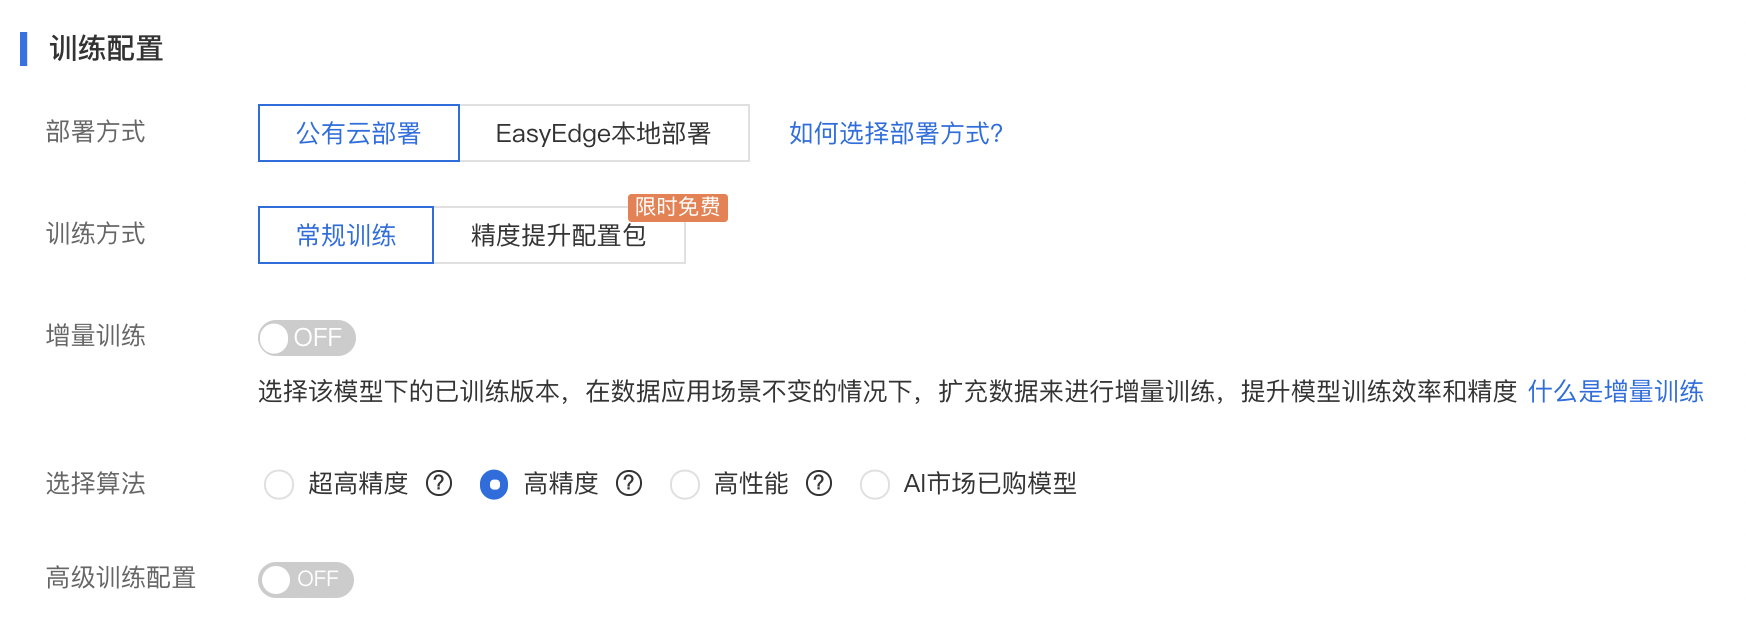 训练配置
部署方式 公有云部署 EasyEdge本地部署 如何选择部署方式?
限时免费
训练方式 常规训练 精度提升配置包
增量训练 OFF
选择该模型下的已训练版本，在数据应用场景不变的情况下，扩充数据来进行增量训练，提升模型训练效率和精度 什么是增量训练
选择算法 超高精度 ? 高精度 ? 高性能 ? AI市场已购模型
高级训练配置 OFF